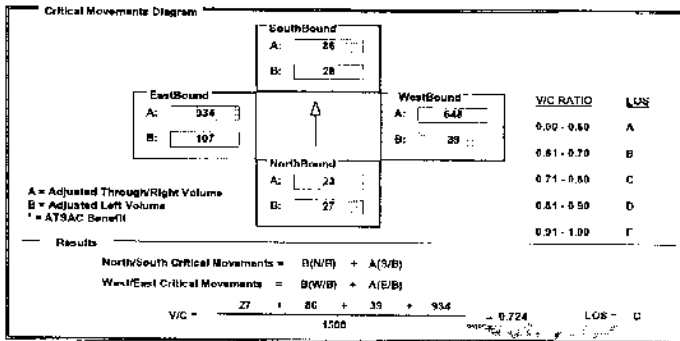 Critical Movements Diagram
SouthBound
A: 86
B: 28
EastBound
A: 934
B: 107
WestBound
A: 648
B: 39
NorthBound
A: 23
B: 27
V/C RATIO LOS
0.00 - 0.60 A
0.61 - 0.70 B
0.71 - 0.80 C
0.81 - 0.90 D
0.91 - 1.00 E
A = Adjusted Through/Right Volume
B = Adjusted Left Volume
* = ATSAC Benefit
Results
North/South Critical Movements = B(N/B) + A(S/B)
West/East Critical Movements = B(W/B) + A(E/B)
V/C = 27 + 86 + 39 + 934 = 0.724 LOS = C
1500